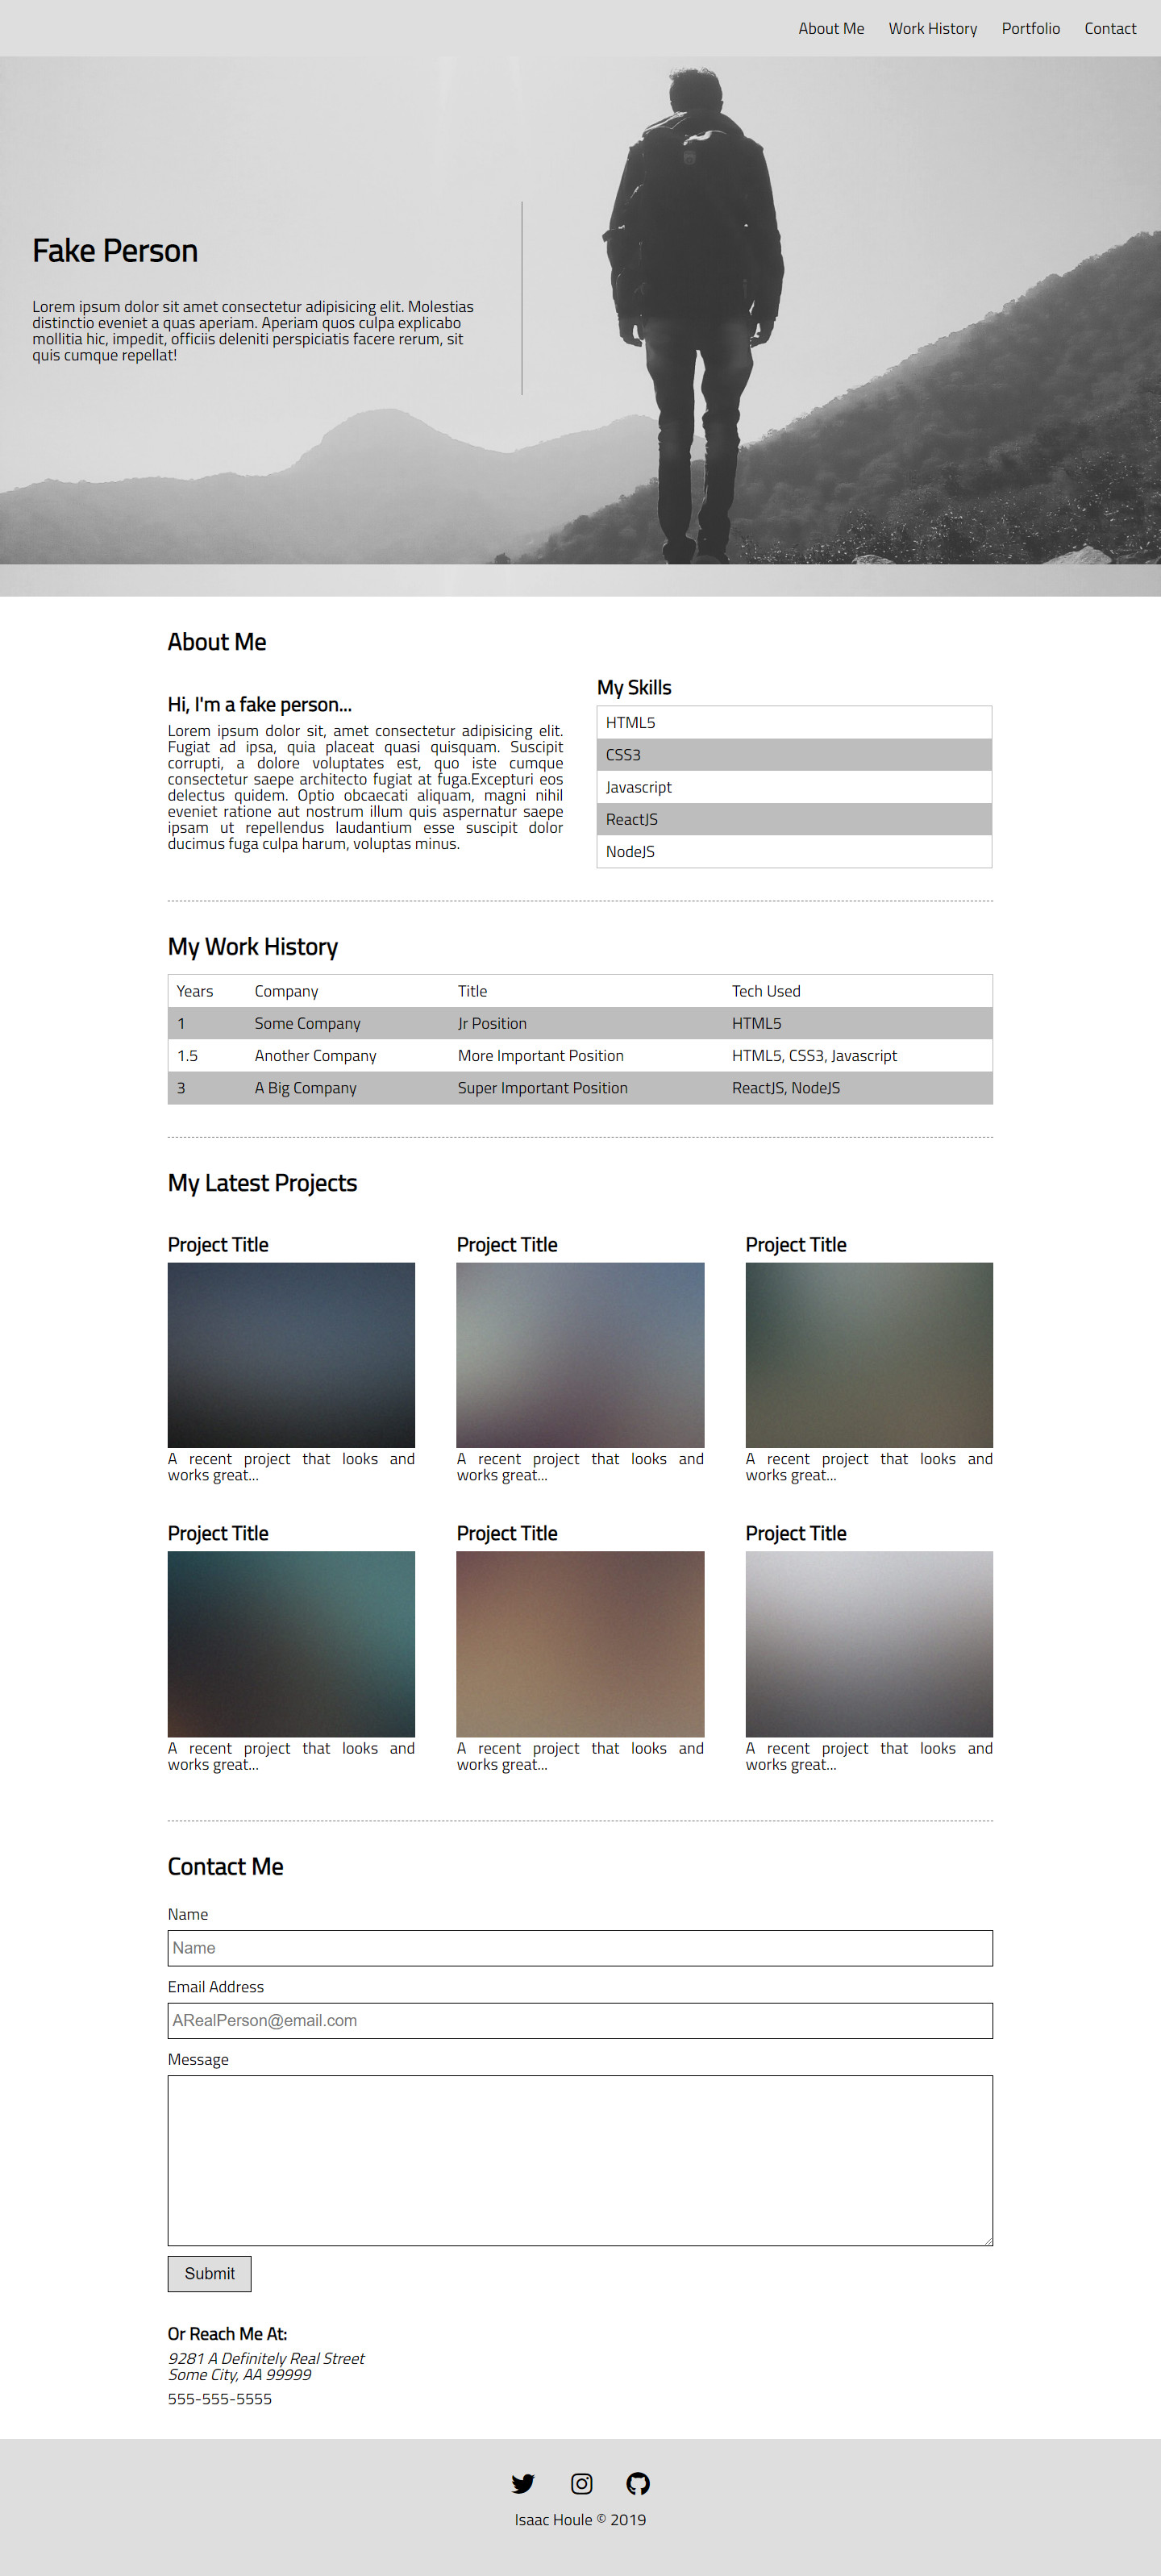 About Me Work History Portfolio Contact
Fake Person
Lorem ipsum dolor sit amet consectetur adipisicing elit. Molestias
distinctio eveniet a quas aperiam. Aperiam quos culpa explicabo
mollitia hic, impedit, officiis deleniti perspiciatis facere rerum, sit
quis cumque repellat!
About Me
Hi, I'm a fake person...
Lorem ipsum dolor sit, amet consectetur adipisicing elit.
Fugiat ad ipsa, quia placeat quasi quisquam. Suscipit
corrupti, a dolore voluptates est, quo iste cumque
consectetur saepe architecto fugiat at fuga.Excepturi eos
delectus quidem. Optio obcaecati aliquam, magni nihil
eveniet ratione aut nostrum illum quis aspernatur saepe
ipsam ut repellendus laudantium esse suscipit dolor
ducimus fuga culpa harum, voluptas minus.
My Skills
HTML5
CSS3
Javascript
ReactJS
NodeJS
My Work History
Years Company Title Tech Used
1 Some Company Jr Position HTML5
1.5 Another Company More Important Position HTML5, CSS3, Javascript
3 A Big Company Super Important Position ReactJS, NodeJS
My Latest Projects
Project Title
A recent project that looks and
works great...
Project Title
A recent project that looks and
works great...
Project Title
A recent project that looks and
works great...
Project Title
A recent project that looks and
works great...
Project Title
A recent project that looks and
works great...
Project Title
A recent project that looks and
works great...
Contact Me
Name
Name
Email Address
ARealPerson@email.com
Message
Submit
Or Reach Me At:
9281 A Definitely Real Street
Some City, AA 99999
555-555-5555
Isaac Houle © 2019